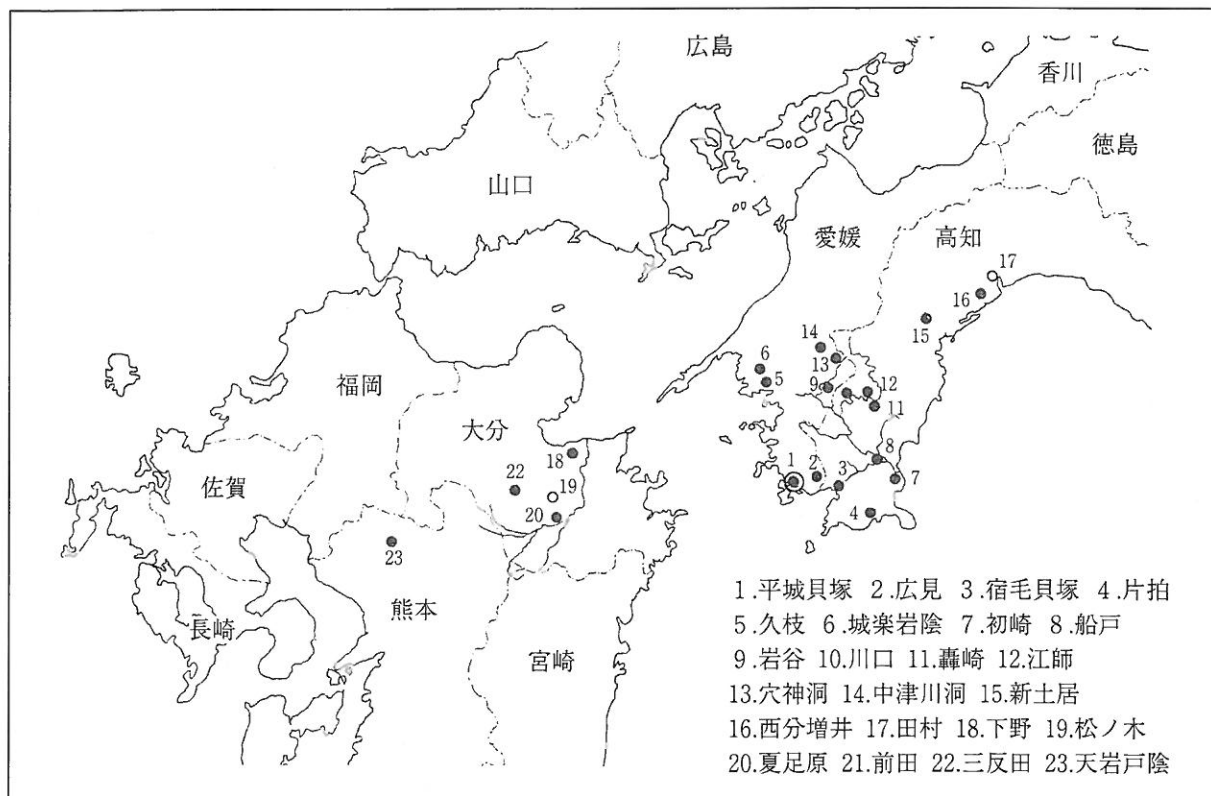 広島
香川
徳島
山口
愛媛
高知
17
16
15
14
13
6
5
9
12
11
福岡
大分
8
18
1
2
3
7
22
19
佐賀
20
4
23
熊本
長崎
宮崎
1.平城貝塚 2.広見 3.宿毛貝塚 4.片拍
5.久枝 6.城楽岩陰 7.初崎 8.船戸
9.岩谷 10.川口 11.轟崎 12.江師
13.穴神洞 14.中津川洞 15.新土居
16.西分増井 17.田村 18.下野 19.松ノ木
20.夏足原 21.前田 22.三反田 23.天岩戸陰